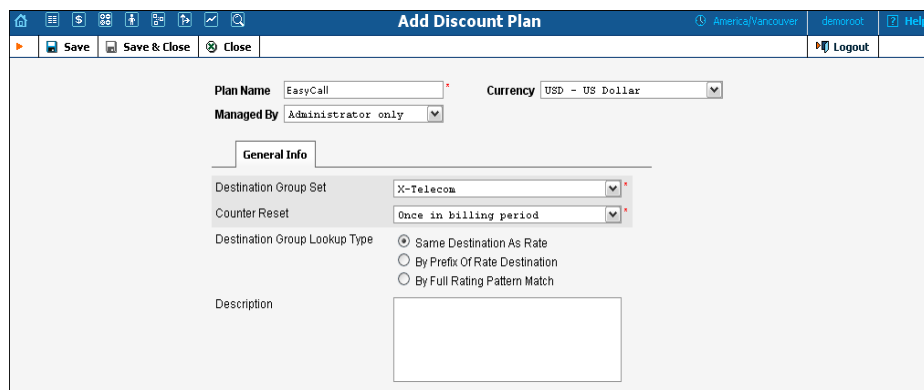 Add Discount Plan America/Vancouver demoroot ? Help
Save Save & Close Close Logout
Plan Name EasyCall * Currency USD - US Dollar
Managed By Administrator only
General Info
Destination Group Set X-Telecom *
Counter Reset Once in billing period *
Destination Group Lookup Type Same Destination As Rate
By Prefix Of Rate Destination
By Full Rating Pattern Match
Description